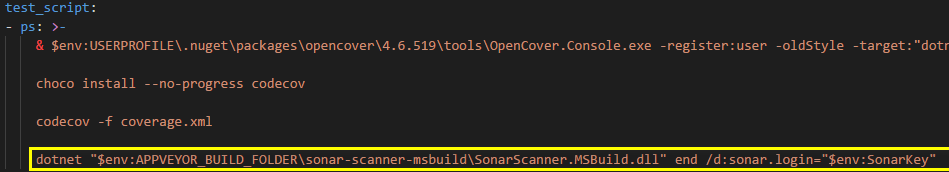 test_script:
- ps: >-
& $env:USERPROFILE\.nuget\packages\opencover\4.6.519\tools\OpenCover.Console.exe -register:user -oldStyle -target:"dotn
choco install --no-progress codecov
codecov -f coverage.xml
dotnet "$env:APPVEYOR_BUILD_FOLDER\sonar-scanner-msbuild\SonarScanner.MSBuild.dll" end /d:sonar.login="$env:SonarKey"